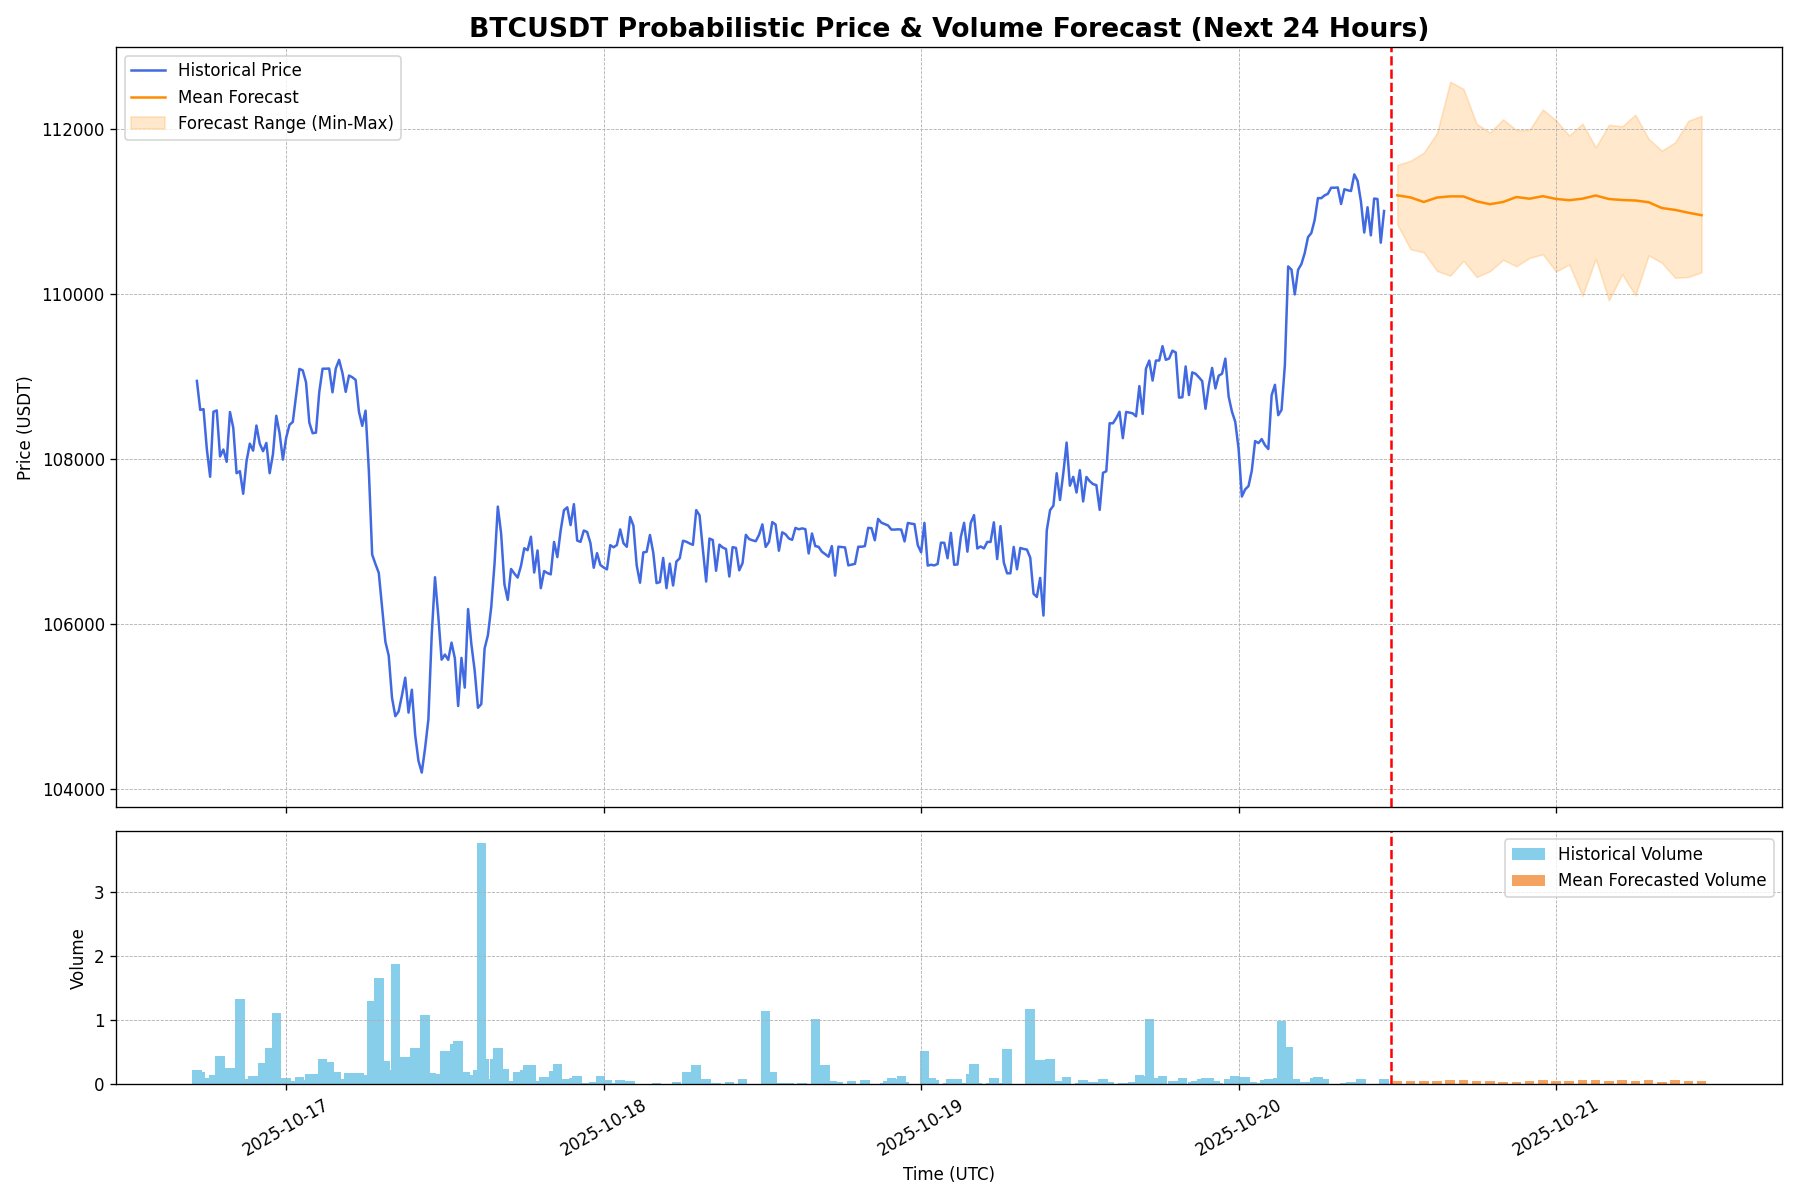 BTCUSDT Probabilistic Price & Volume Forecast (Next 24 Hours)
Historical Price
Mean Forecast
Forecast Range (Min-Max)
Price (USDT)
112000
110000
108000
106000
104000
Historical Volume
Mean Forecasted Volume
Volume
3
2
1
0
2025-10-17
2025-10-18
2025-10-19
2025-10-20
2025-10-21
Time (UTC)